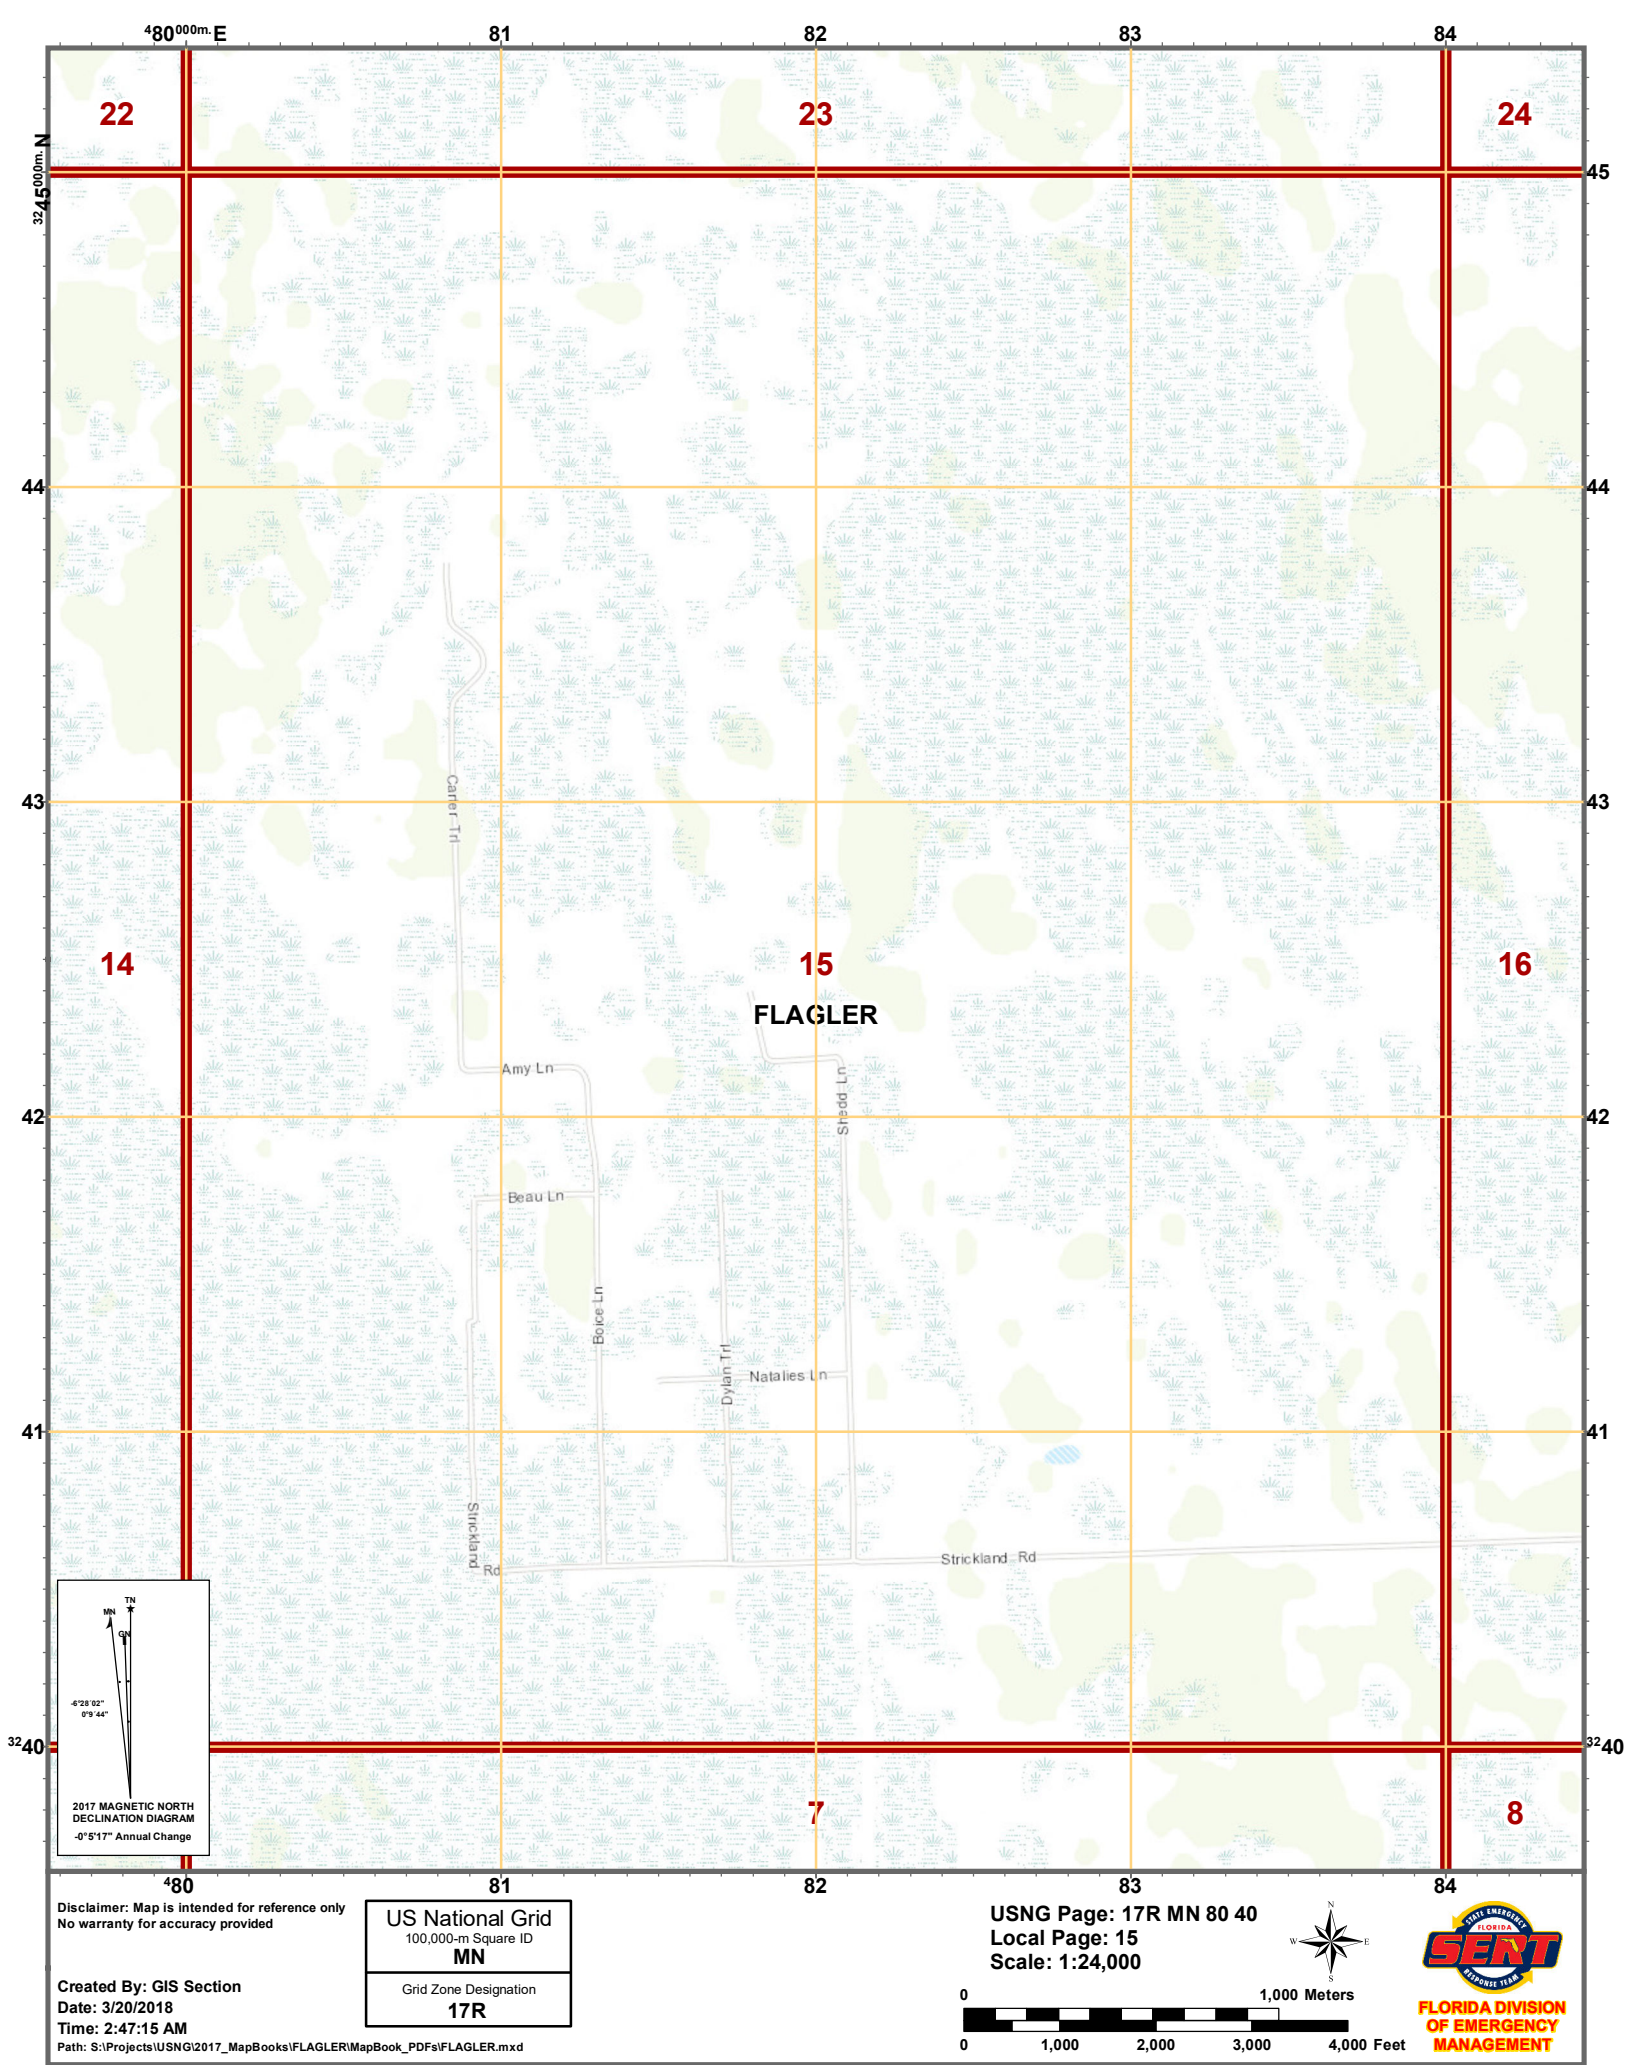 480000m.E 81 82 83 84
22 23 24
3245000m.N 45
44 44
43 43
Carter Trl
14 15 16
FLAGLER
Amy Ln
Shedd Ln
42 42
Beau Ln
Boice Ln
Dylan Trl
Natalies Ln
41 41
Strickland Rd
Strickland Rd
MN TN
GN
-6°28'02"
0°9'44"
3240 3240
2017 MAGNETIC NORTH
DECLINATION DIAGRAM
-0°5'17" Annual Change
7 8
480 81 82 83 84
Disclaimer: Map is intended for reference only
No warranty for accuracy provided
Created By: GIS Section
Date: 3/20/2018
Time: 2:47:15 AM
Path: S:\Projects\USNG\2017_MapBooks\FLAGLER\MapBook_PDFs\FLAGLER.mxd
US National Grid
100,000-m Square ID
MN
Grid Zone Designation
17R
USNG Page: 17R MN 80 40
Local Page: 15
Scale: 1:24,000
0 1,000 Meters
0 1,000 2,000 3,000 4,000 Feet
N
W E
S
STATE EMERGENCY
FLORIDA
SERT
RESPONSE TEAM
FLORIDA DIVISION
OF EMERGENCY
MANAGEMENT